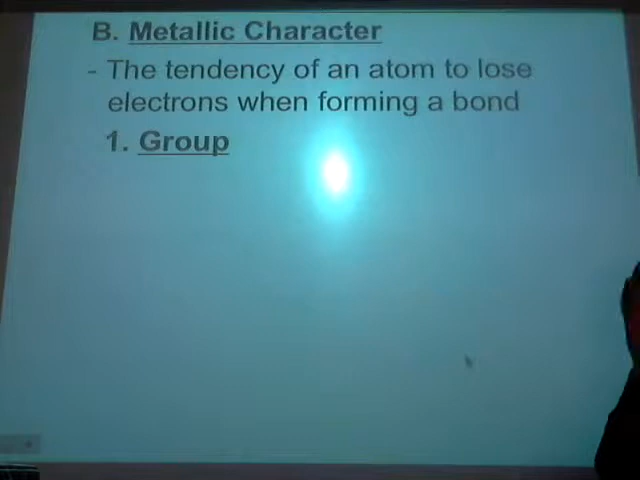 B. Metallic Character
- The tendency of an atom to lose
electrons when forming a bond
1. Group